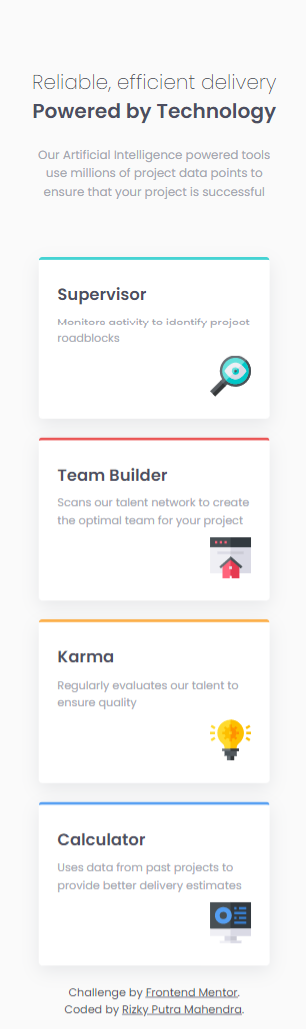 Reliable, efficient delivery
Powered by Technology
Our Artificial Intelligence powered tools
use millions of project data points to
ensure that your project is successful
Supervisor
Monitors activity to identify project
roadblocks
Team Builder
Scans our talent network to create
the optimal team for your project
Karma
Regularly evaluates our talent to
ensure quality
Calculator
Uses data from past projects to
provide better delivery estimates
Challenge by Frontend Mentor.
Coded by Rizky Putra Mahendra.